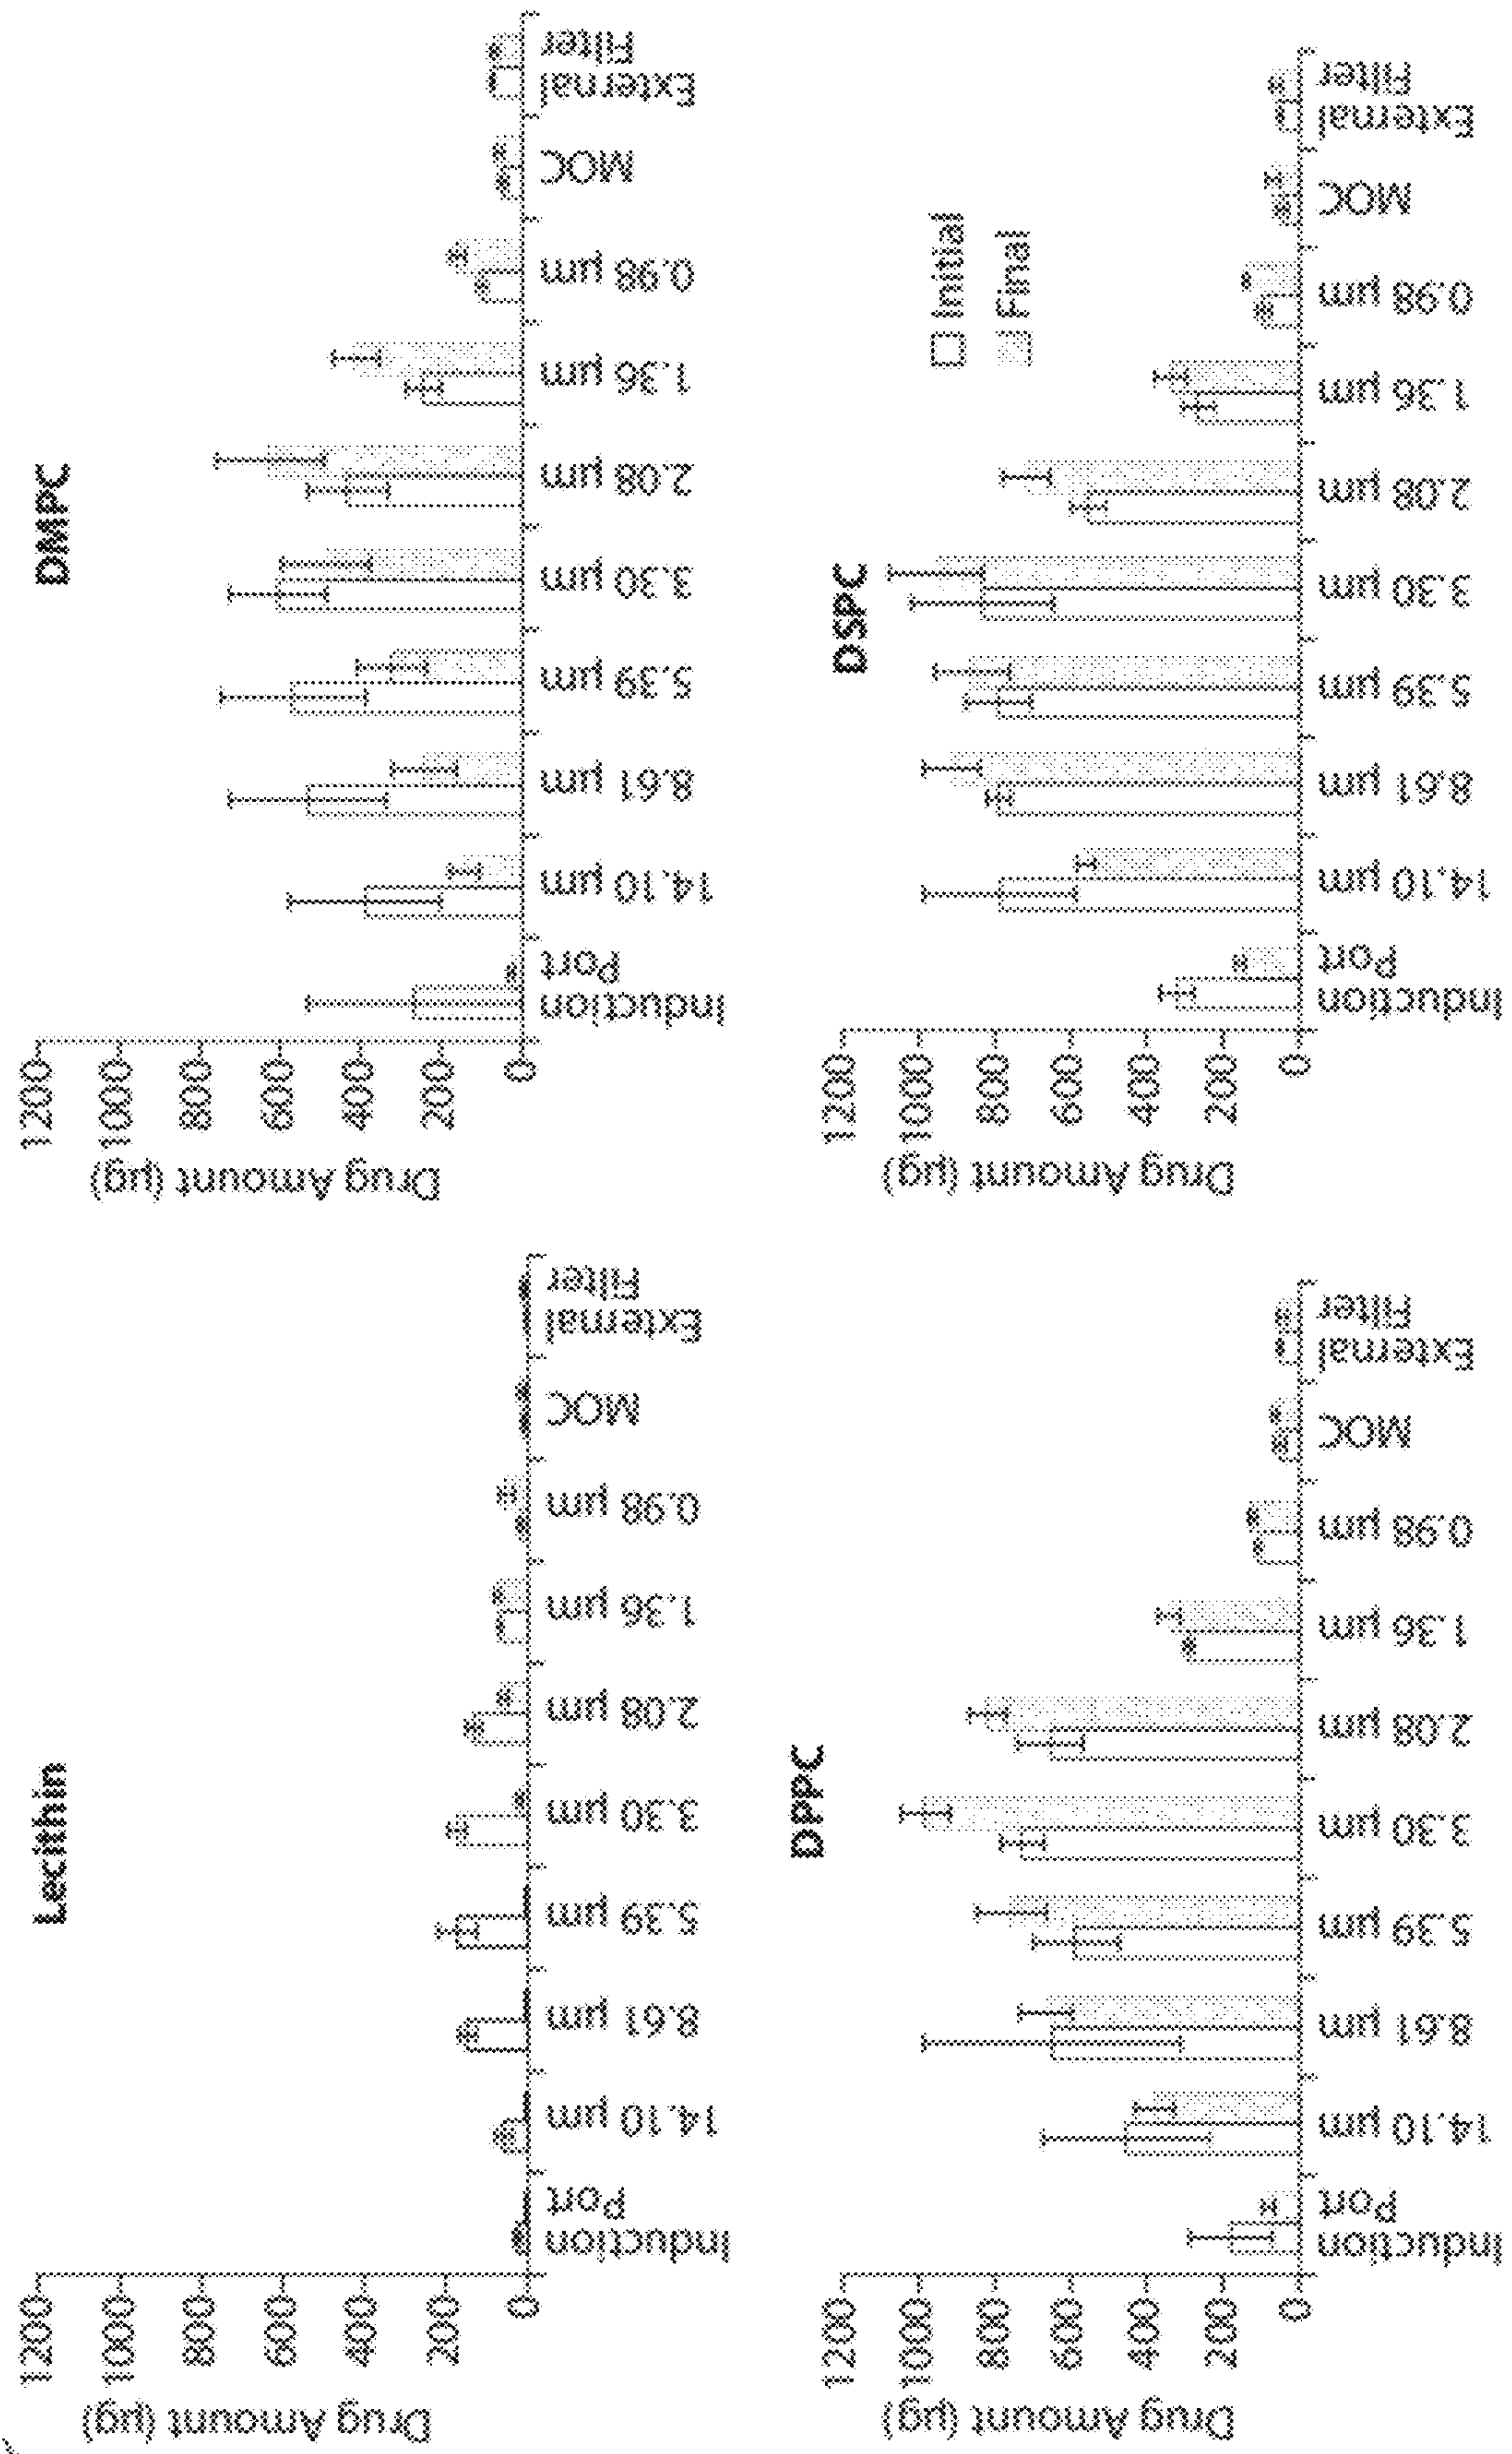 Lecithin
Drug Amount (µg)
1200
1000
800
600
400
200
0
Induction
Port
14.10 µm
8.61 µm
5.39 µm
3.30 µm
2.08 µm
1.36 µm
0.98 µm
MOC
External
Filter
DMPC
Drug Amount (µg)
1200
1000
800
600
400
200
0
Induction
Port
14.10 µm
8.61 µm
5.39 µm
3.30 µm
2.08 µm
1.36 µm
0.98 µm
MOC
External
Filter
DPPC
Drug Amount (µg)
1200
1000
800
600
400
200
0
Induction
Port
14.10 µm
8.61 µm
5.39 µm
3.30 µm
2.08 µm
1.36 µm
0.98 µm
MOC
External
Filter
DSPC
Initial
Final
Drug Amount (µg)
1200
1000
800
600
400
200
0
Induction
Port
14.10 µm
8.61 µm
5.39 µm
3.30 µm
2.08 µm
1.36 µm
0.98 µm
MOC
External
Filter